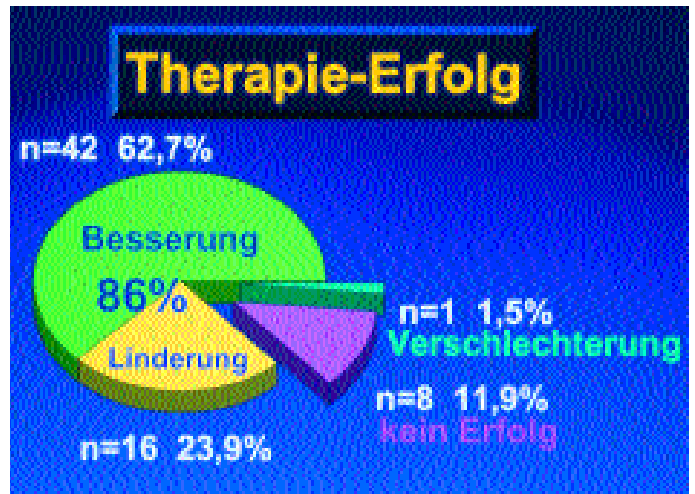 Therapie-Erfolg
n=42 62,7%
Besserung
86%
Linderung
n=1 1,5%
Verschlechterung
n=8 11,9%
kein Erfolg
n=16 23,9%